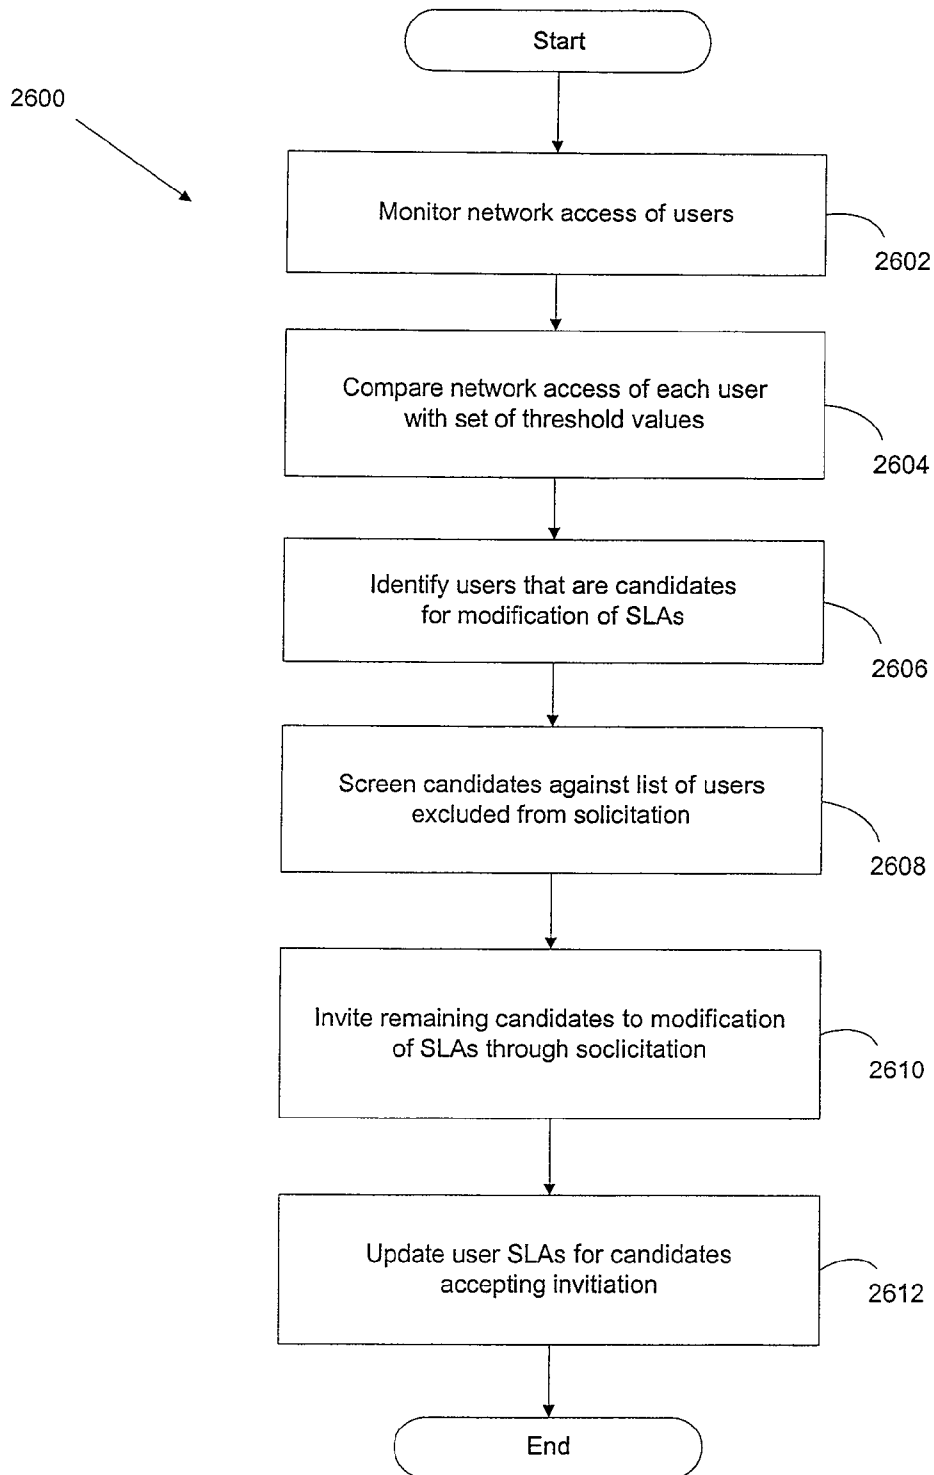 Start
2600
Monitor network access of users
2602
Compare network access of each user
with set of threshold values
2604
Identify users that are candidates
for modification of SLAs
2606
Screen candidates against list of users
excluded from solicitation
2608
Invite remaining candidates to modification
of SLAs through soclicitation
2610
Update user SLAs for candidates
accepting invitiation
2612
End